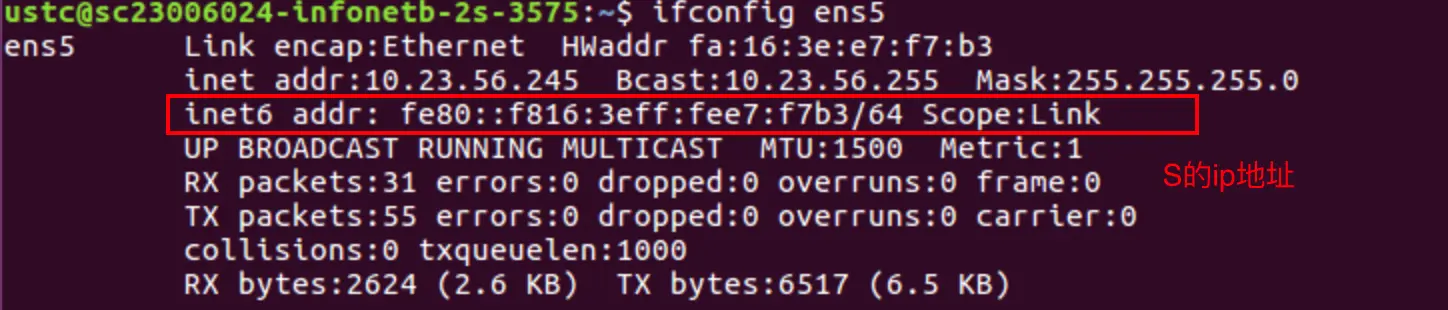 ustc@sc23006024-infonetb-2s-3575:~$ ifconfig ens5
ens5 Link encap:Ethernet HWaddr fa:16:3e:e7:f7:b3
inet addr:10.23.56.245 Bcast:10.23.56.255 Mask:255.255.255.0
inet6 addr: fe80::f816:3eff:fee7:f7b3/64 Scope:Link
UP BROADCAST RUNNING MULTICAST MTU:1500 Metric:1
RX packets:31 errors:0 dropped:0 overruns:0 frame:0
S的ip地址
TX packets:55 errors:0 dropped:0 overruns:0 carrier:0
collisions:0 txqueuelen:1000
RX bytes:2624 (2.6 KB) TX bytes:6517 (6.5 KB)